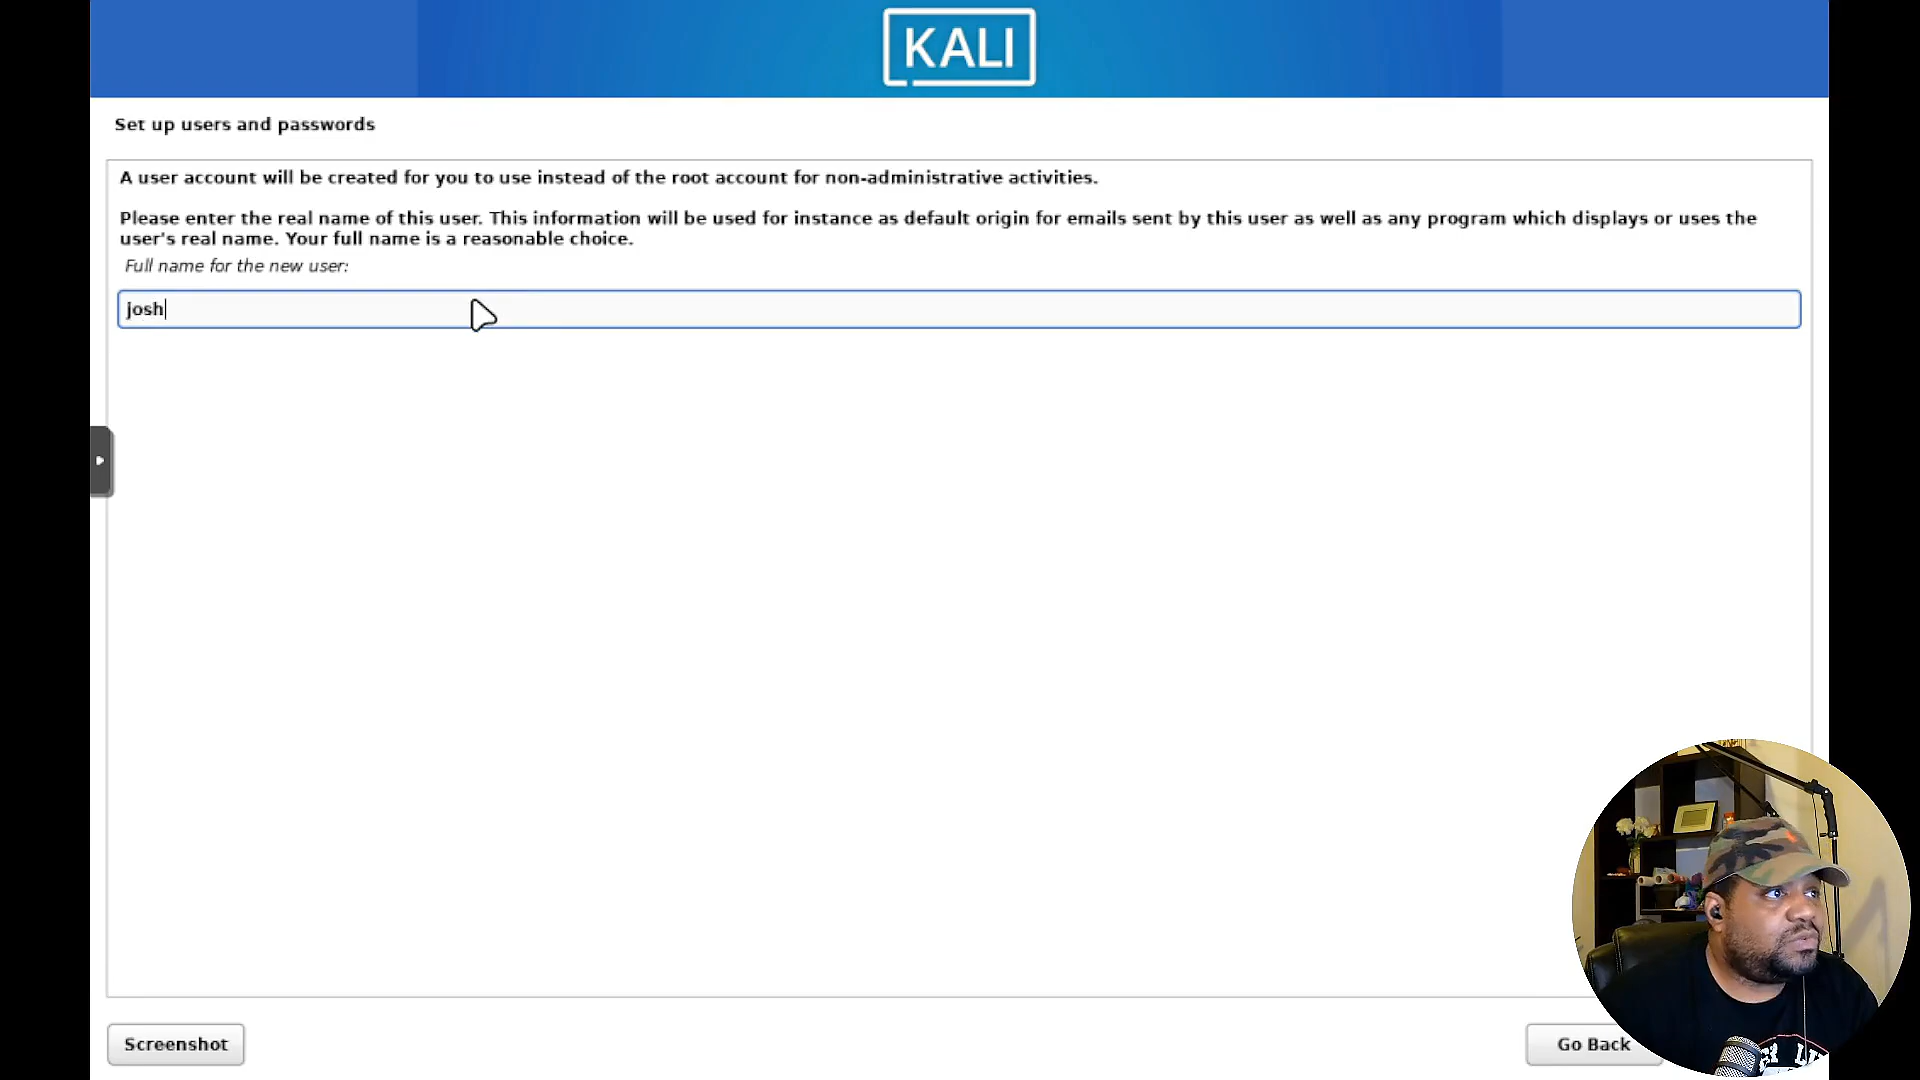 KALI
Set up users and passwords
A user account will be created for you to use instead of the root account for non-administrative activities.
Please enter the real name of this user. This information will be used for instance as default origin for emails sent by this user as well as any program which displays or uses the
user's real name. Your full name is a reasonable choice.
Full name for the new user:
josh
Screenshot
Go Back